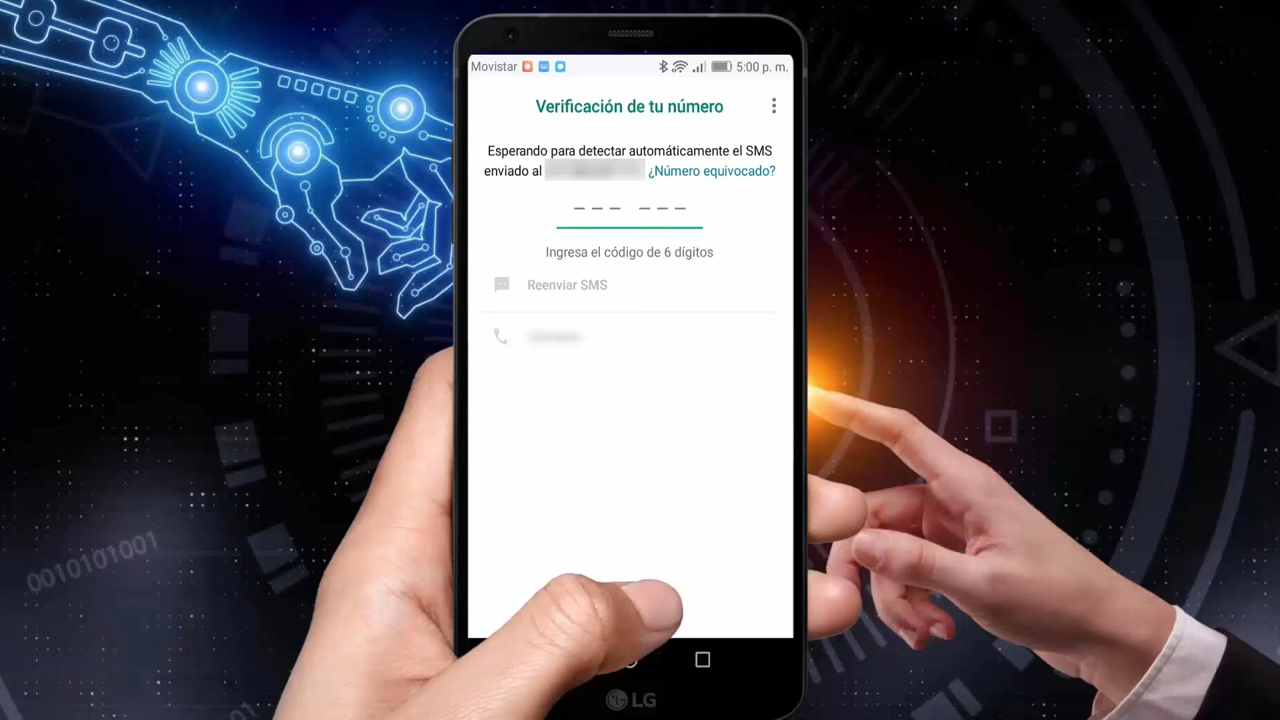 Movistar 5:00 p. m.
Verificación de tu número
Esperando para detectar automáticamente el SMS
enviado al ¿Número equivocado?
Ingresa el código de 6 dígitos
Reenviar SMS
0010101001
LG